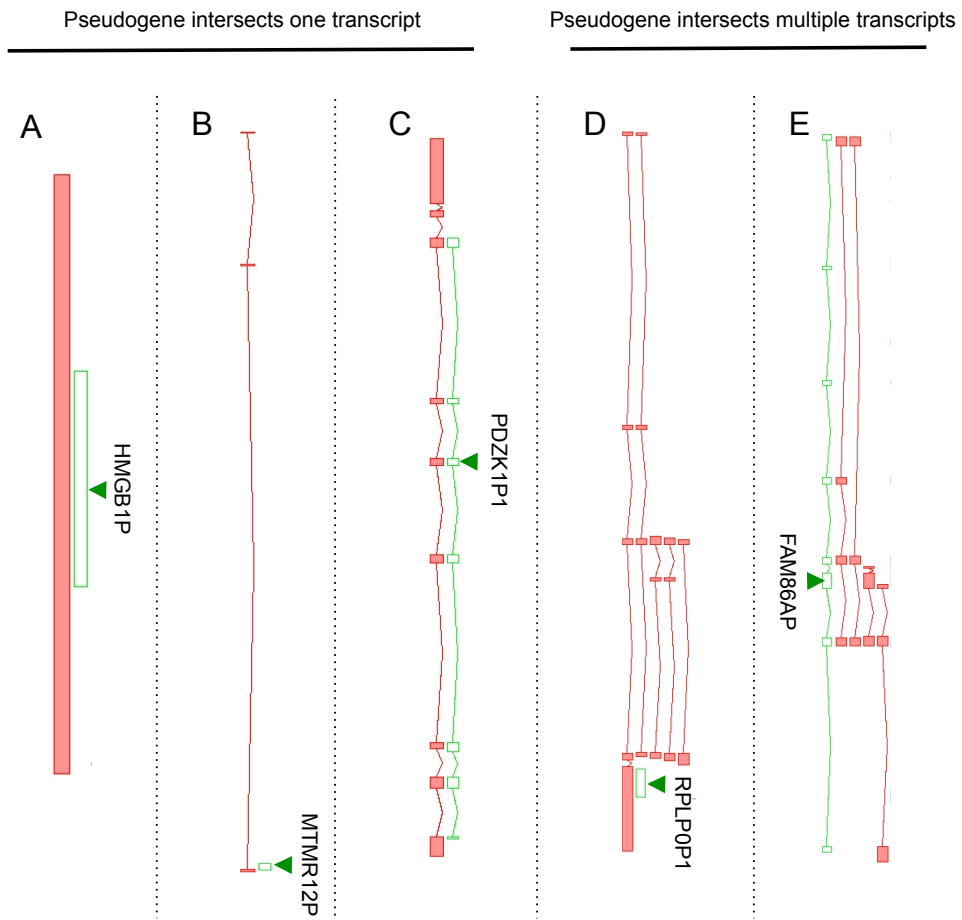 Pseudogene intersects one transcript
Pseudogene intersects multiple transcripts
A
B
C
D
E
HMGB1P
MTMR12P
PDZK1P1
RPLP0P1
FAM86AP